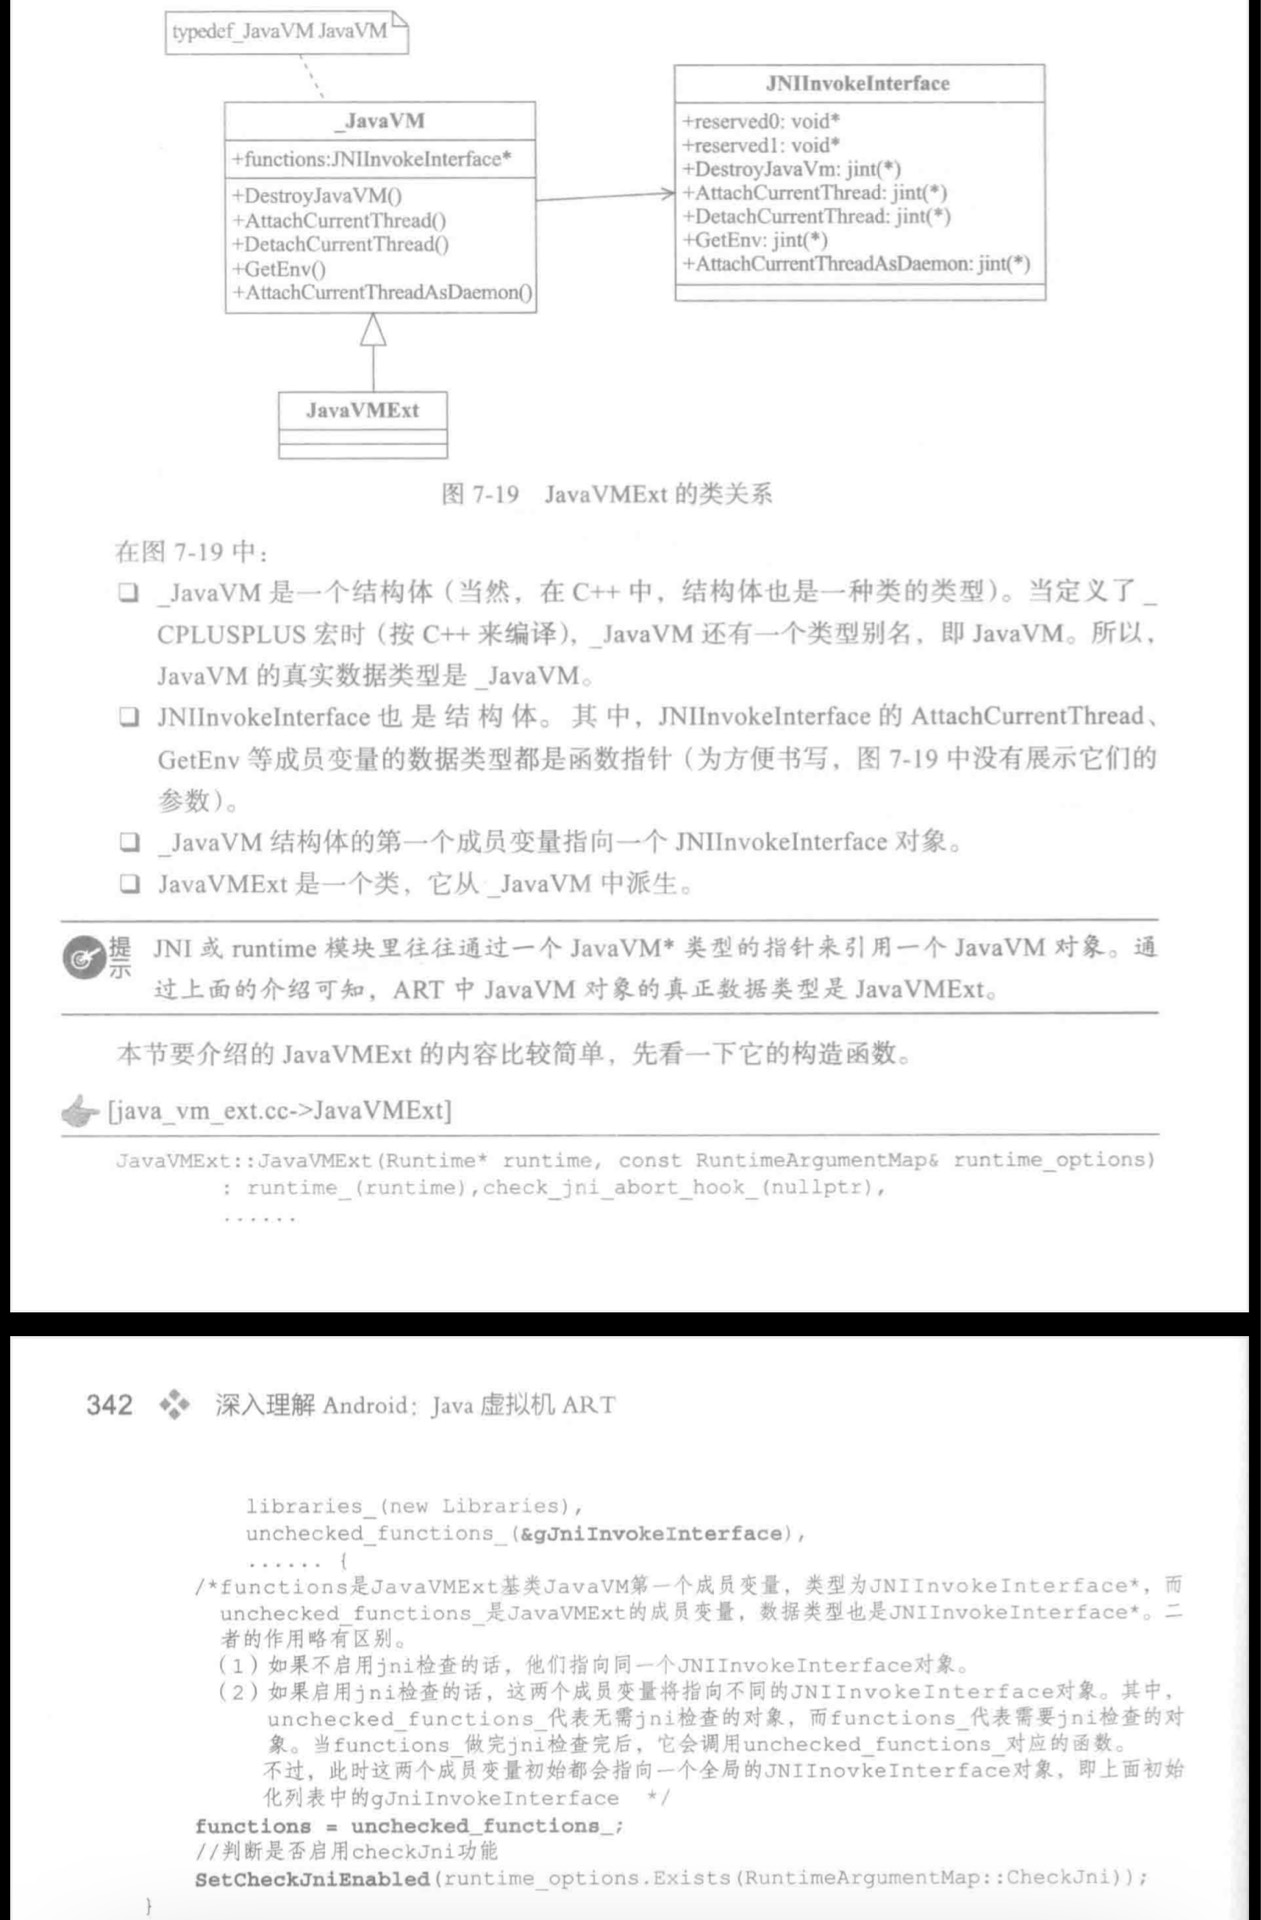 typedef_JavaVM JavaVM
_JavaVM
+functions:JNIInvokeInterface*
+DestroyJavaVM()
+AttachCurrentThread()
+DetachCurrentThread()
+GetEnv()
+AttachCurrentThreadAsDaemon()
JNIInvokeInterface
+reserved0: void*
+reserved1: void*
+DestroyJavaVm: jint(*)
+AttachCurrentThread: jint(*)
+DetachCurrentThread: jint(*)
+GetEnv: jint(*)
+AttachCurrentThreadAsDaemon: jint(*)
JavaVMExt
图 7-19 JavaVMExt 的类关系
在图 7-19 中：
❑ _JavaVM 是一个结构体（当然，在 C++ 中，结构体也是一种类的类型）。当定义了 _
CPLUSPLUS 宏时（按 C++ 来编译），_JavaVM 还有一个类型别名，即 JavaVM。所以，
JavaVM 的真实数据类型是 _JavaVM。
❑ JNIInvokeInterface 也是结构体。其中，JNIInvokeInterface 的 AttachCurrentThread、
GetEnv 等成员变量的数据类型都是函数指针（为方便书写，图 7-19 中没有展示它们的
参数）。
❑ _JavaVM 结构体的第一个成员变量指向一个 JNIInvokeInterface 对象。
❑ JavaVMExt 是一个类，它从 _JavaVM 中派生。
提示 JNI 或 runtime 模块里往往通过一个 JavaVM* 类型的指针来引用一个 JavaVM 对象。通
过上面的介绍可知，ART 中 JavaVM 对象的真正数据类型是 JavaVMExt。
本节要介绍的 JavaVMExt 的内容比较简单，先看一下它的构造函数。
[java_vm_ext.cc->JavaVMExt]
JavaVMExt::JavaVMExt(Runtime* runtime, const RuntimeArgumentMap& runtime_options)
: runtime_(runtime),check_jni_abort_hook_(nullptr),
......
342 深入理解 Android：Java 虚拟机 ART
libraries_(new Libraries),
unchecked_functions_(&gJniInvokeInterface),
...... {
/*functions是JavaVMExt基类JavaVM第一个成员变量，类型为JNIInvokeInterface*，而
unchecked_functions_是JavaVMExt的成员变量，数据类型也是JNIInvokeInterface*。二
者的作用略有区别。
（1）如果不启用jni检查的话，他们指向同一个JNIInvokeInterface对象。
（2）如果启用jni检查的话，这两个成员变量将指向不同的JNIInvokeInterface对象。其中，
unchecked_functions_代表无需jni检查的对象，而functions_代表需要jni检查的对
象。当functions_做完jni检查完后，它会调用unchecked_functions_对应的函数。
不过，此时这两个成员变量初始都会指向一个全局的JNIInovkeInterface对象，即上面初始
化列表中的gJniInvokeInterface */
functions = unchecked_functions_;
//判断是否启用checkJni功能
SetCheckJniEnabled(runtime_options.Exists(RuntimeArgumentMap::CheckJni));
}